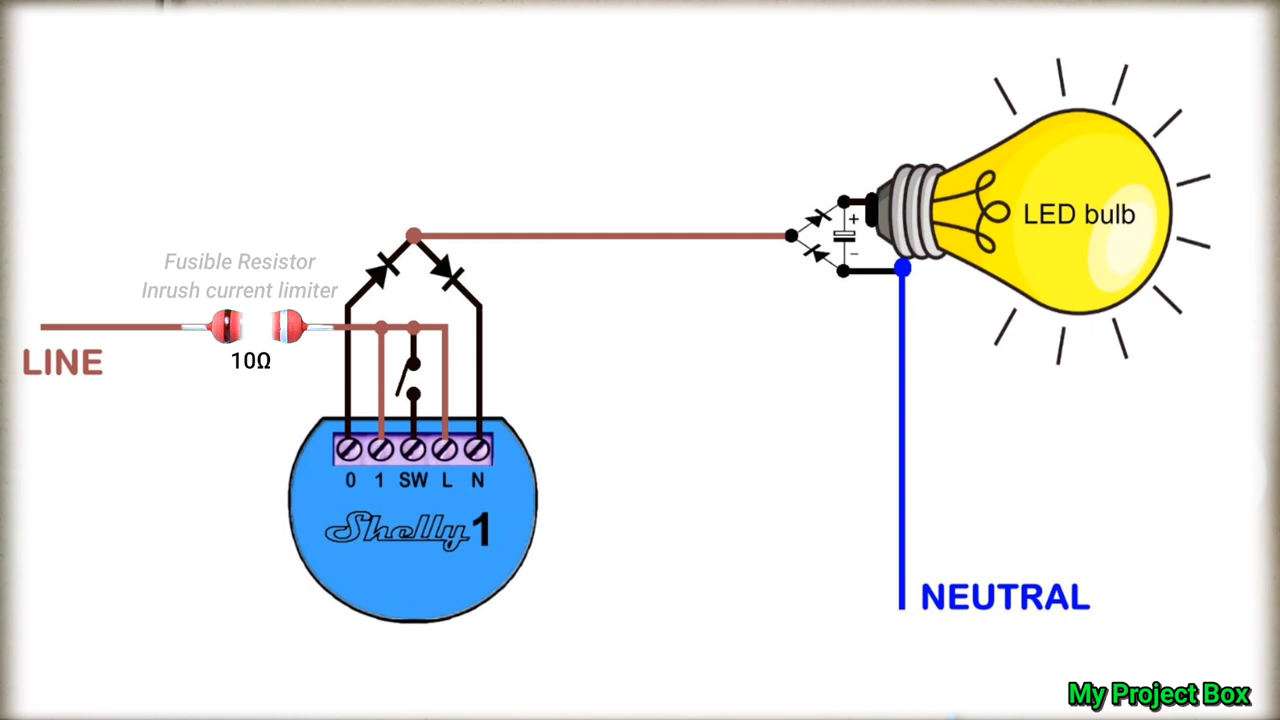 LED bulb
+
−
Fusible Resistor
Inrush current limiter
10Ω
LINE
0 1 SW L N
Shelly 1
NEUTRAL
My Project Box